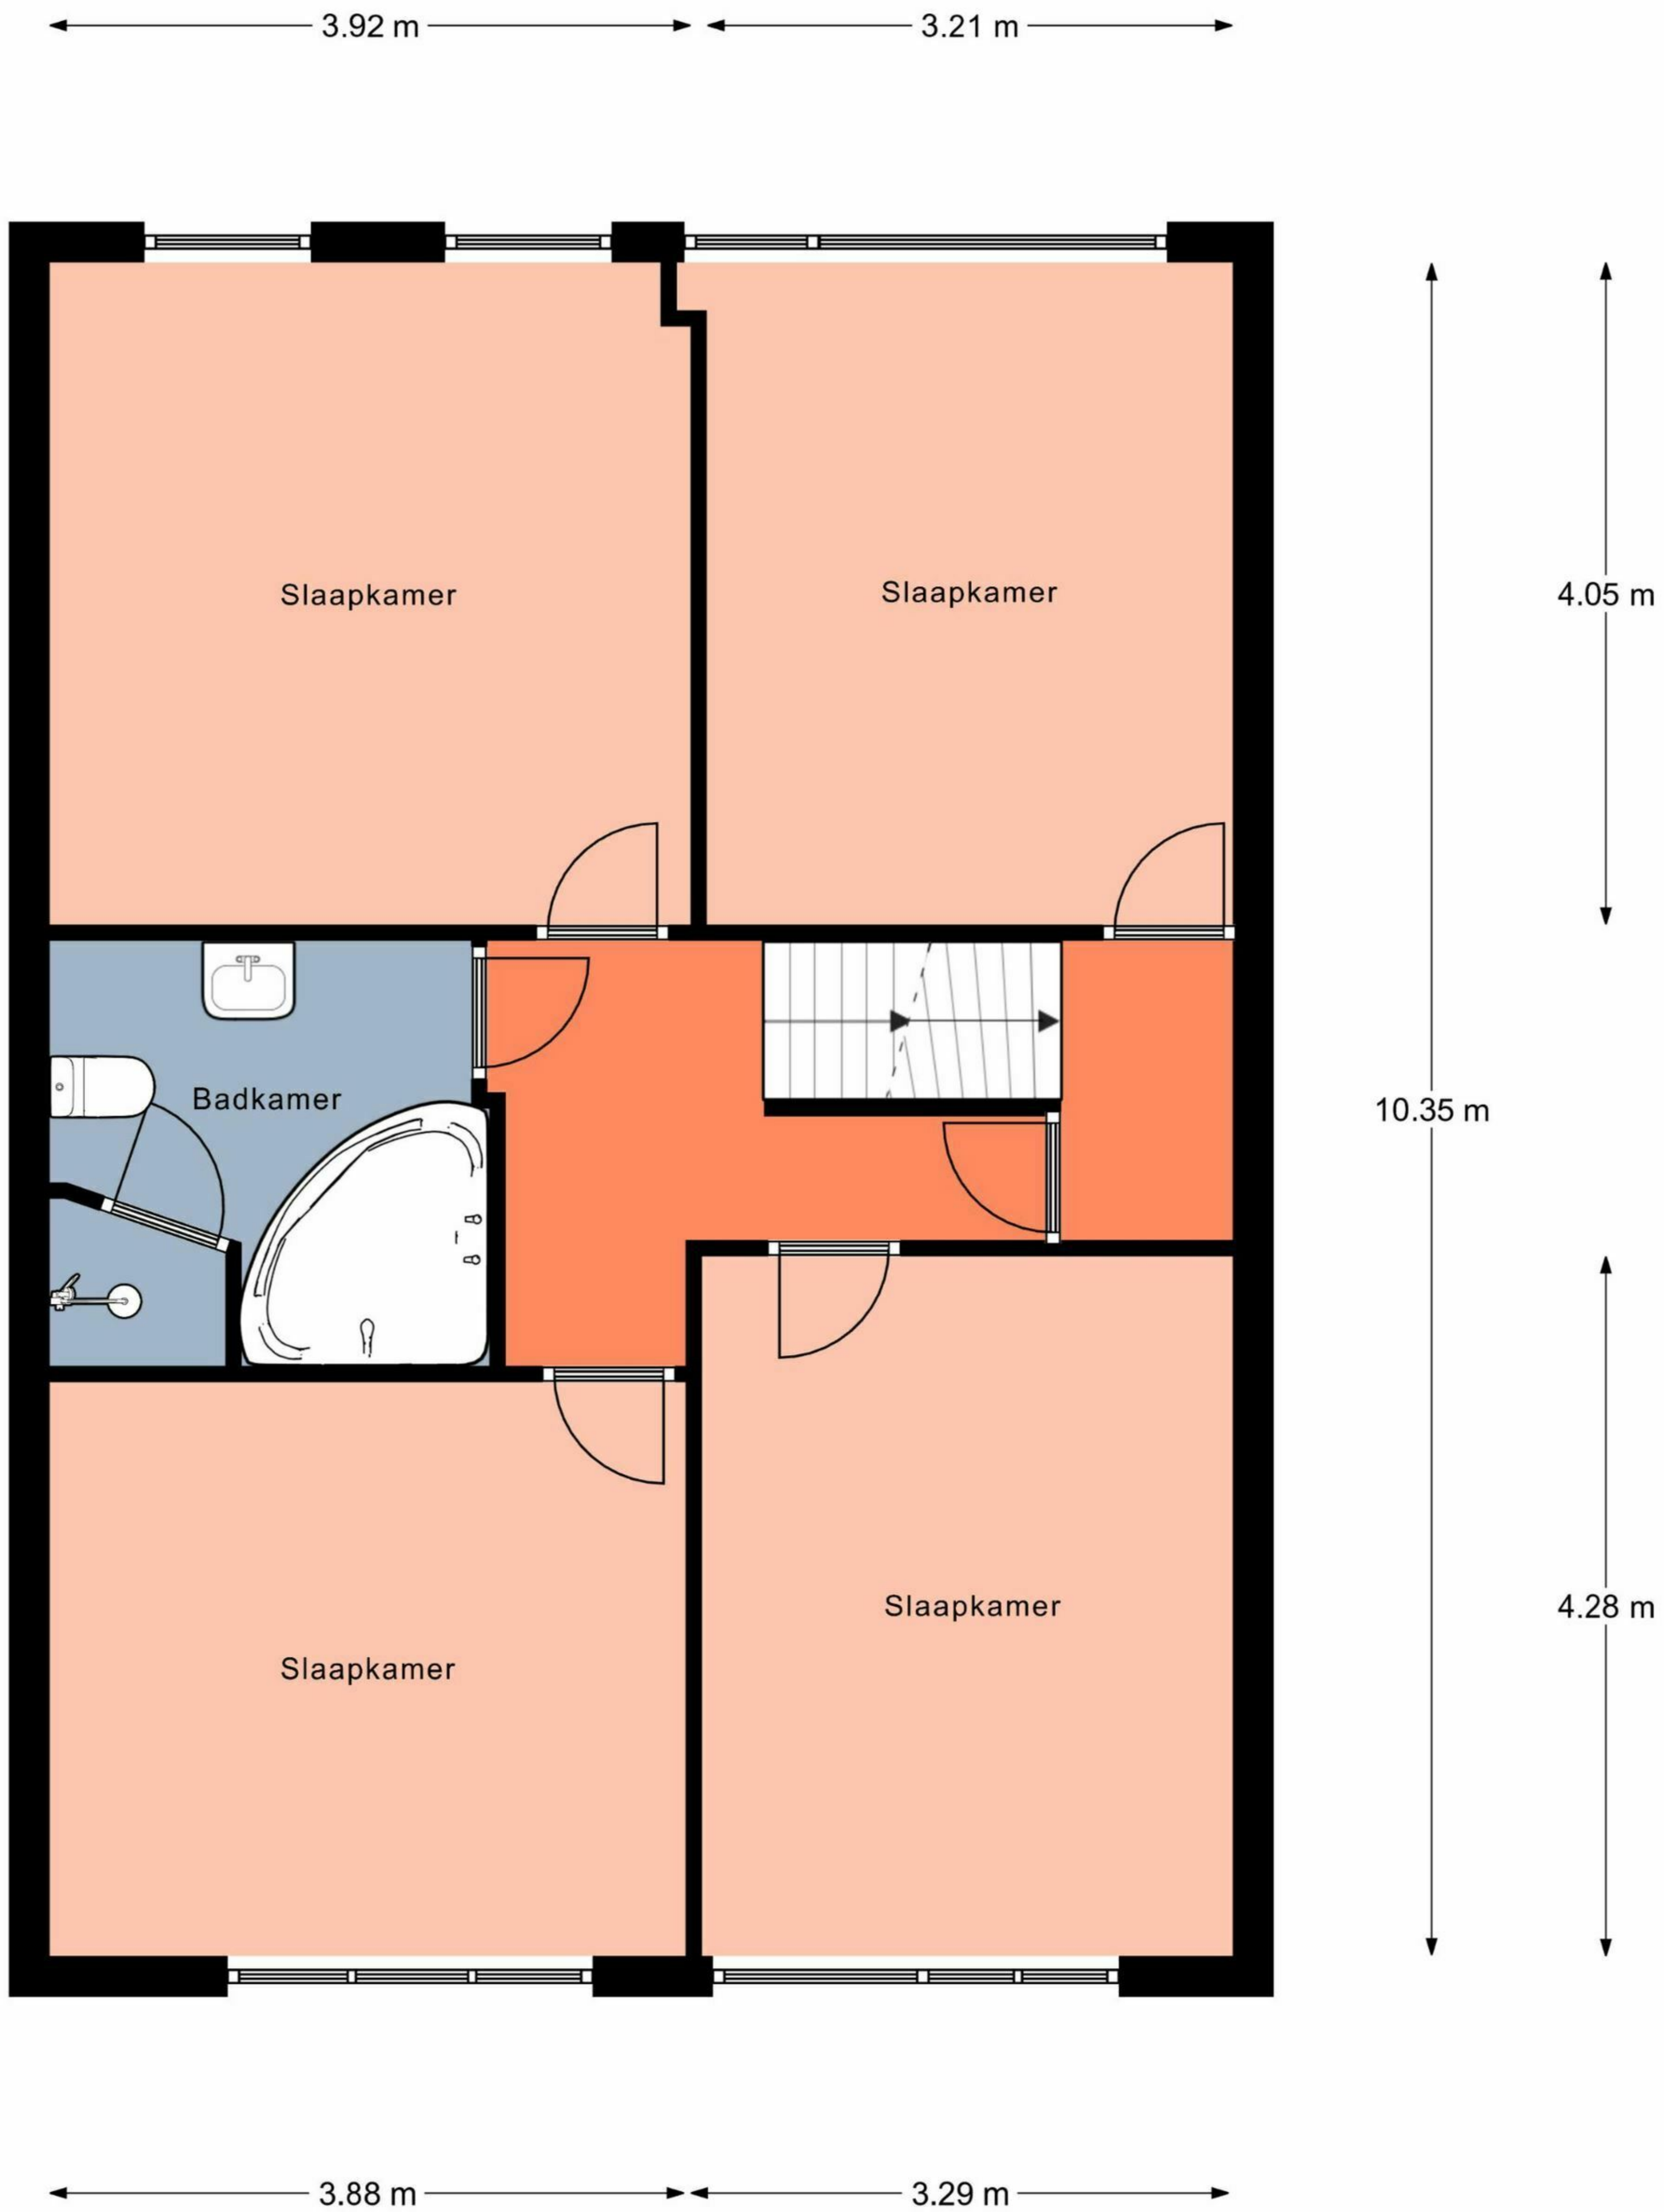 3.92 m
3.21 m
Slaapkamer
Slaapkamer
4.05 m
Badkamer
10.35 m
Slaapkamer
4.28 m
Slaapkamer
3.88 m
3.29 m